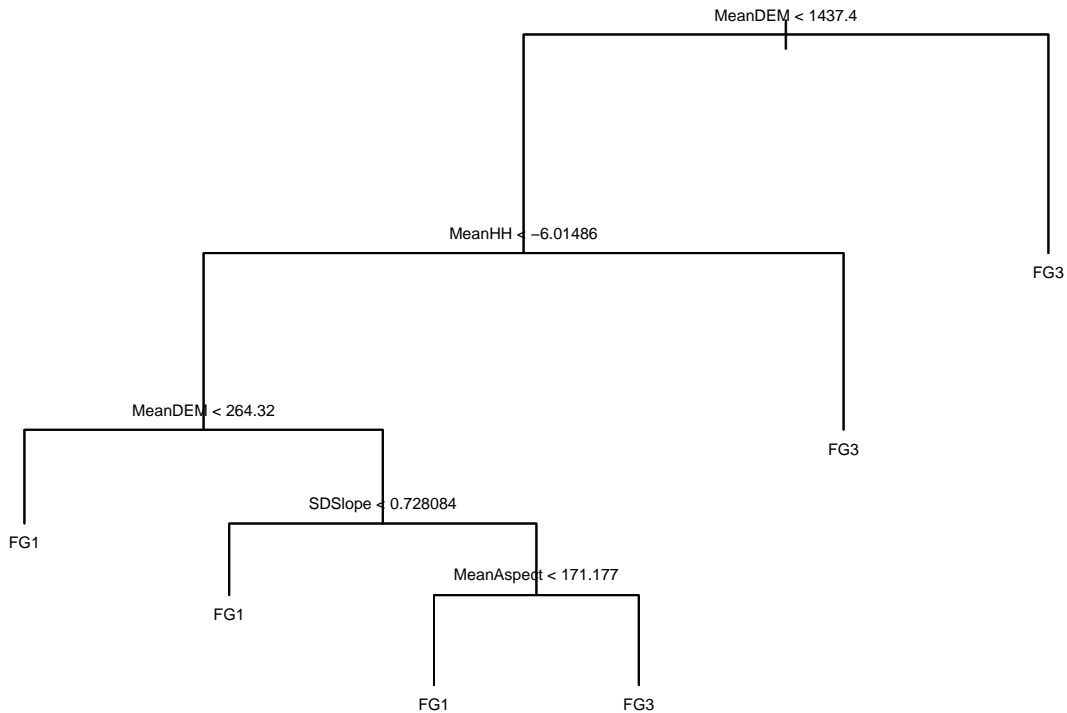 MeanDEM < 1437.4
MeanHH < −6.01486
FG3
MeanDEM < 264.32
FG3
SDSlope < 0.728084
FG1
MeanAspect < 171.177
FG1
FG1
FG3